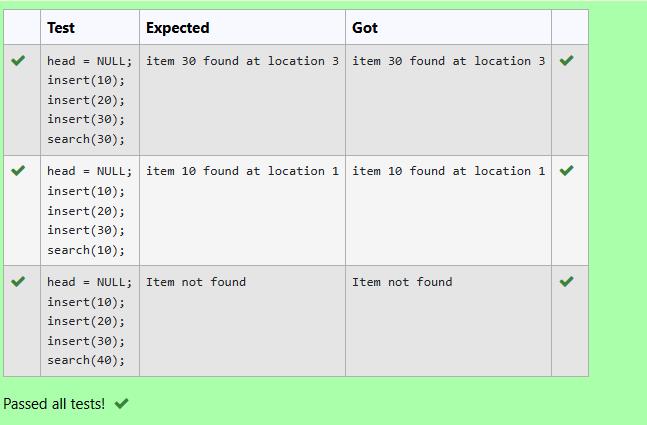 Test Expected Got
head = NULL; item 30 found at location 3 item 30 found at location 3
insert(10);
insert(20);
insert(30);
search(30);
head = NULL; item 10 found at location 1 item 10 found at location 1
insert(10);
insert(20);
insert(30);
search(10);
head = NULL; Item not found Item not found
insert(10);
insert(20);
insert(30);
search(40);
Passed all tests!